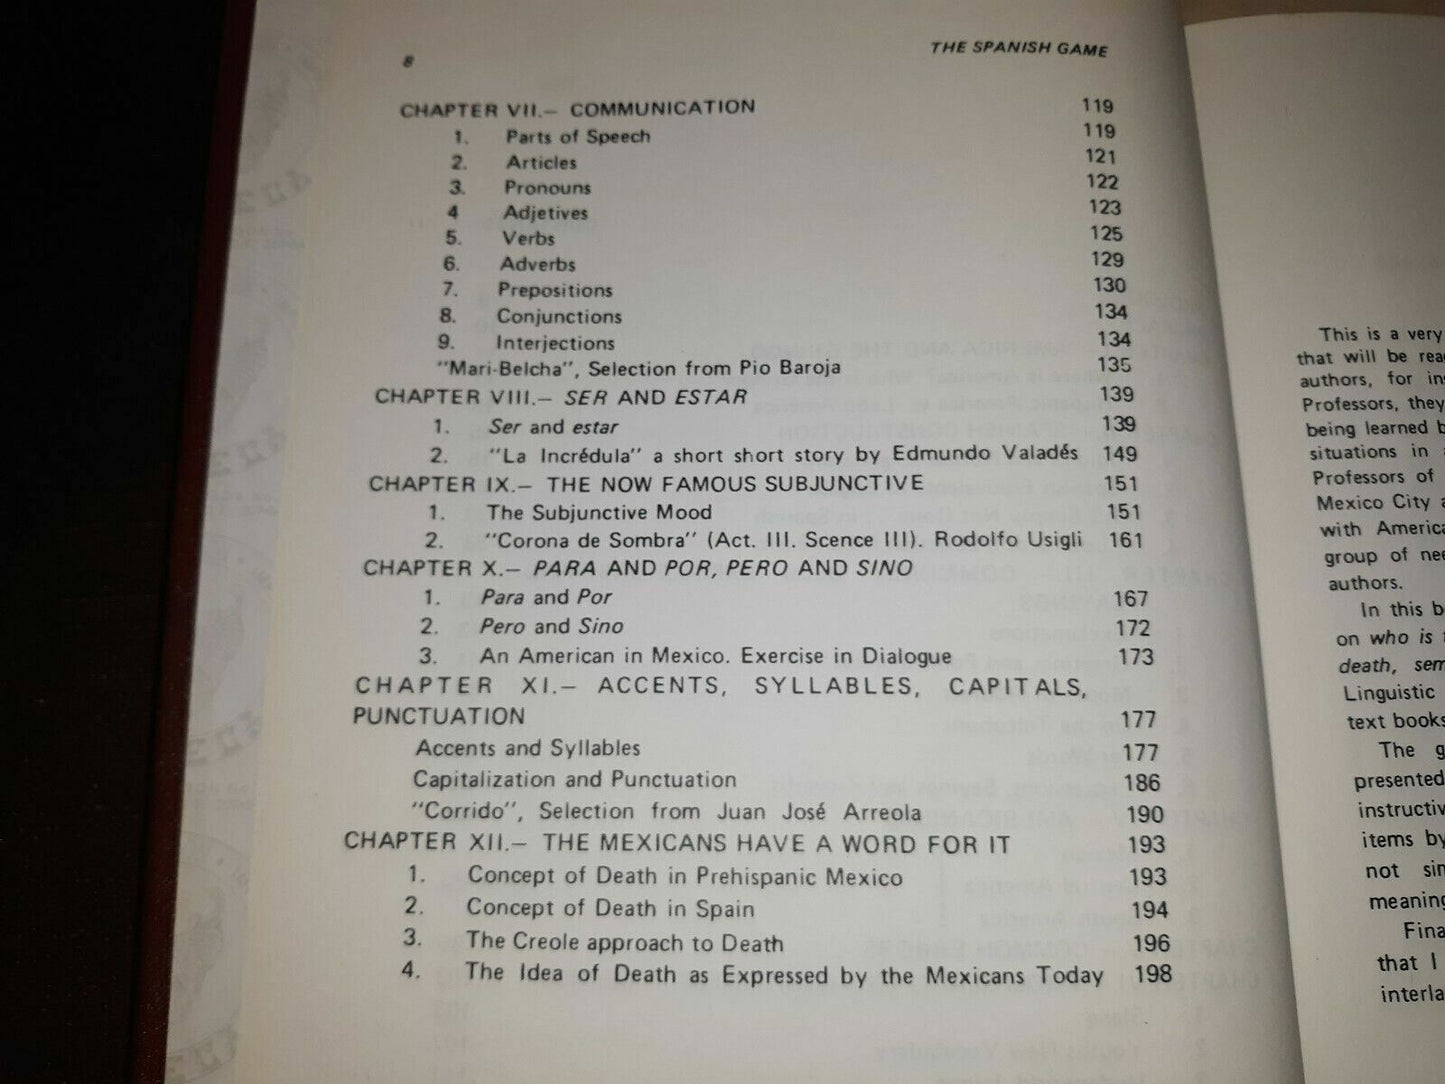 8
THE SPANISH GAME
CHAPTER VII.— COMMUNICATION 119
1. Parts of Speech 119
2. Articles 121
3. Pronouns 122
4 Adjetives 123
5. Verbs 125
6. Adverbs 129
7. Prepositions 130
8. Conjunctions 134
9. Interjections 134
"Mari-Belcha", Selection from Pio Baroja 135
CHAPTER VIII.— SER AND ESTAR 139
1. Ser and estar 139
2. "La Incrédula" a short short story by Edmundo Valadés 149
CHAPTER IX.— THE NOW FAMOUS SUBJUNCTIVE 151
1. The Subjunctive Mood 151
2. "Corona de Sombra" (Act. III. Scence III). Rodolfo Usigli 161
CHAPTER X.— PARA AND POR, PERO AND SINO
1. Para and Por 167
2. Pero and Sino 172
3. An American in Mexico. Exercise in Dialogue 173
CHAPTER XI.— ACCENTS, SYLLABLES, CAPITALS,
PUNCTUATION 177
Accents and Syllables 177
Capitalization and Punctuation 186
"Corrido", Selection from Juan José Arreola 190
CHAPTER XII.— THE MEXICANS HAVE A WORD FOR IT 193
1. Concept of Death in Prehispanic Mexico 193
2. Concept of Death in Spain 194
3. The Creole approach to Death 196
4. The Idea of Death as Expressed by the Mexicans Today 198
This is a very
that will be
authors, for
Professors, they
being learned
situations in
Professors of
Mexico City
with
group of
authors.
In this
on who is
death,
Linguistic
text books
The
presented
items by
not
meaning
that I